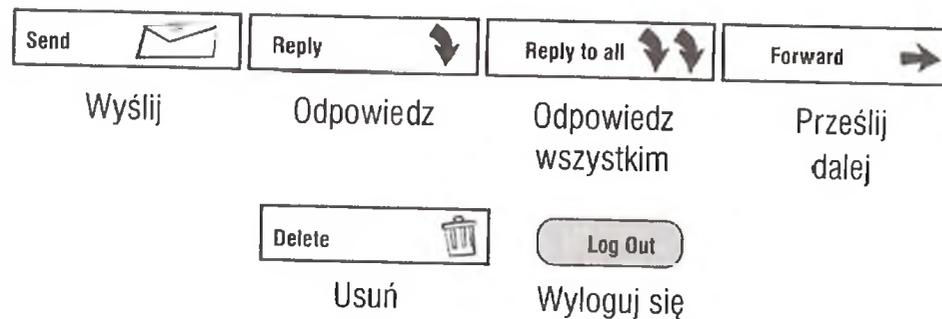 Send
Reply
Reply to all
Forward
Wyślij
Odpowiedz
Odpowiedz
wszystkim
Prześlij
dalej
Delete
Log Out
Usuń
Wyloguj się